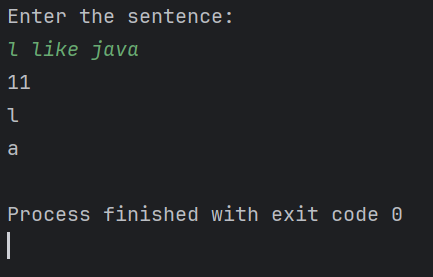 Enter the sentence:
l like java
11
l
a
Process finished with exit code 0